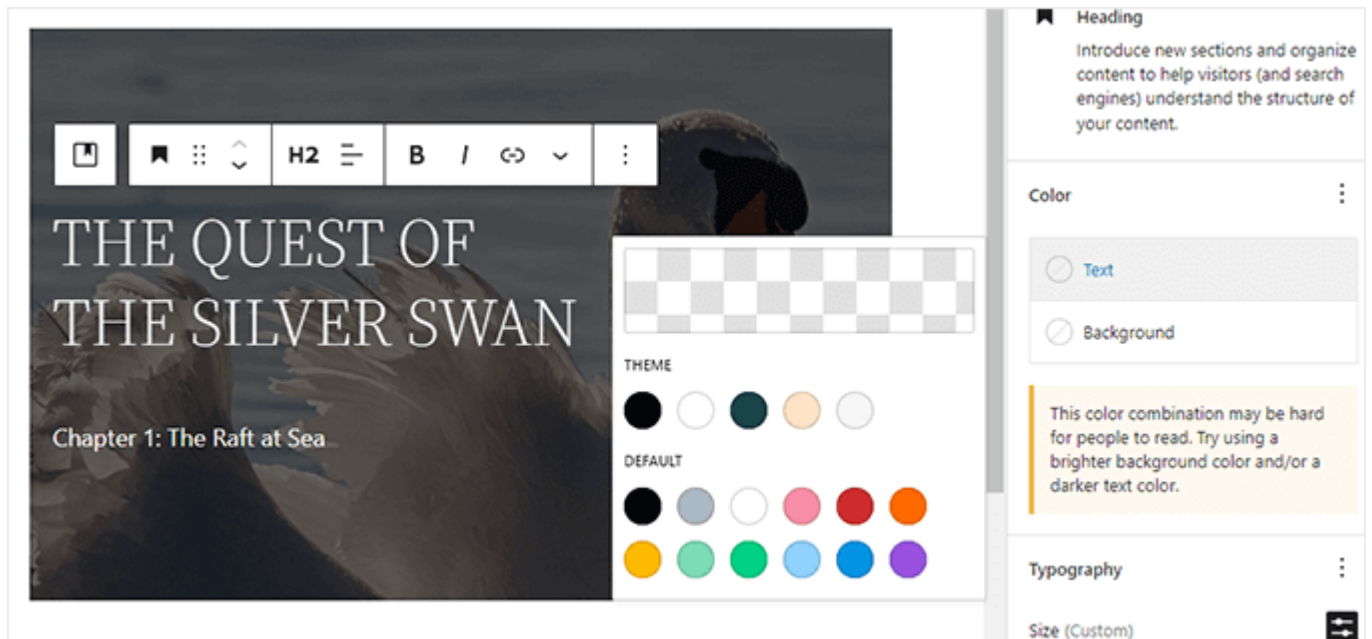 Heading
Introduce new sections and organize
content to help visitors (and search
engines) understand the structure of
your content.
H2
B
I
THE QUEST OF
THE SILVER SWAN
Chapter 1: The Raft at Sea
THEME
DEFAULT
Color
Text
Background
This color combination may be hard
for people to read. Try using a
brighter background color and/or a
darker text color.
Typography
Size (Custom)